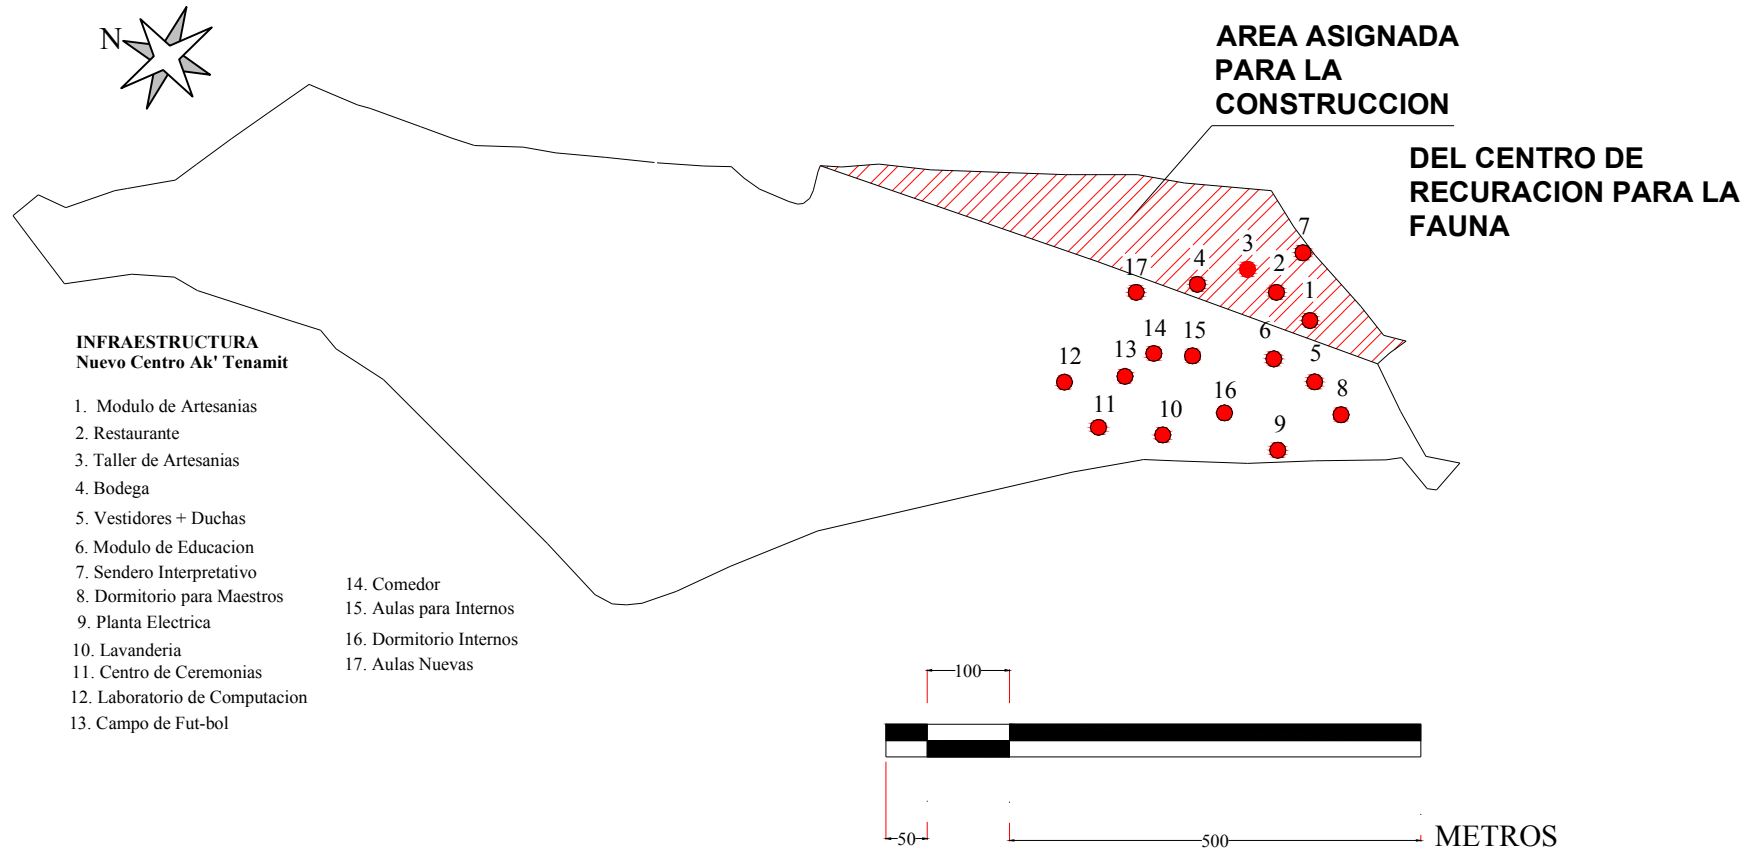 N
AREA ASIGNADA
PARA LA
CONSTRUCCION
DEL CENTRO DE
RECURACION PARA LA
FAUNA
7
3
4
2
17
1
6
14
15
5
13
12
8
16
11
10
9
INFRAESTRUCTURA
Nuevo Centro Ak' Tenamit
1. Modulo de Artesanias
2. Restaurante
3. Taller de Artesanias
4. Bodega
5. Vestidores + Duchas
6. Modulo de Educacion
7. Sendero Interpretativo
8. Dormitorio para Maestros
9. Planta Electrica
10. Lavanderia
11. Centro de Ceremonias
12. Laboratorio de Computacion
13. Campo de Fut-bol
14. Comedor
15. Aulas para Internos
16. Dormitorio Internos
17. Aulas Nuevas
100
50
500
METROS